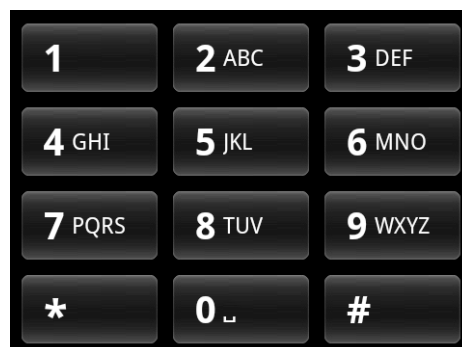 1 2 ABC 3 DEF
4 GHI 5 JKL 6 MNO
7 PQRS 8 TUV 9 WXYZ
* 0 ␣ #